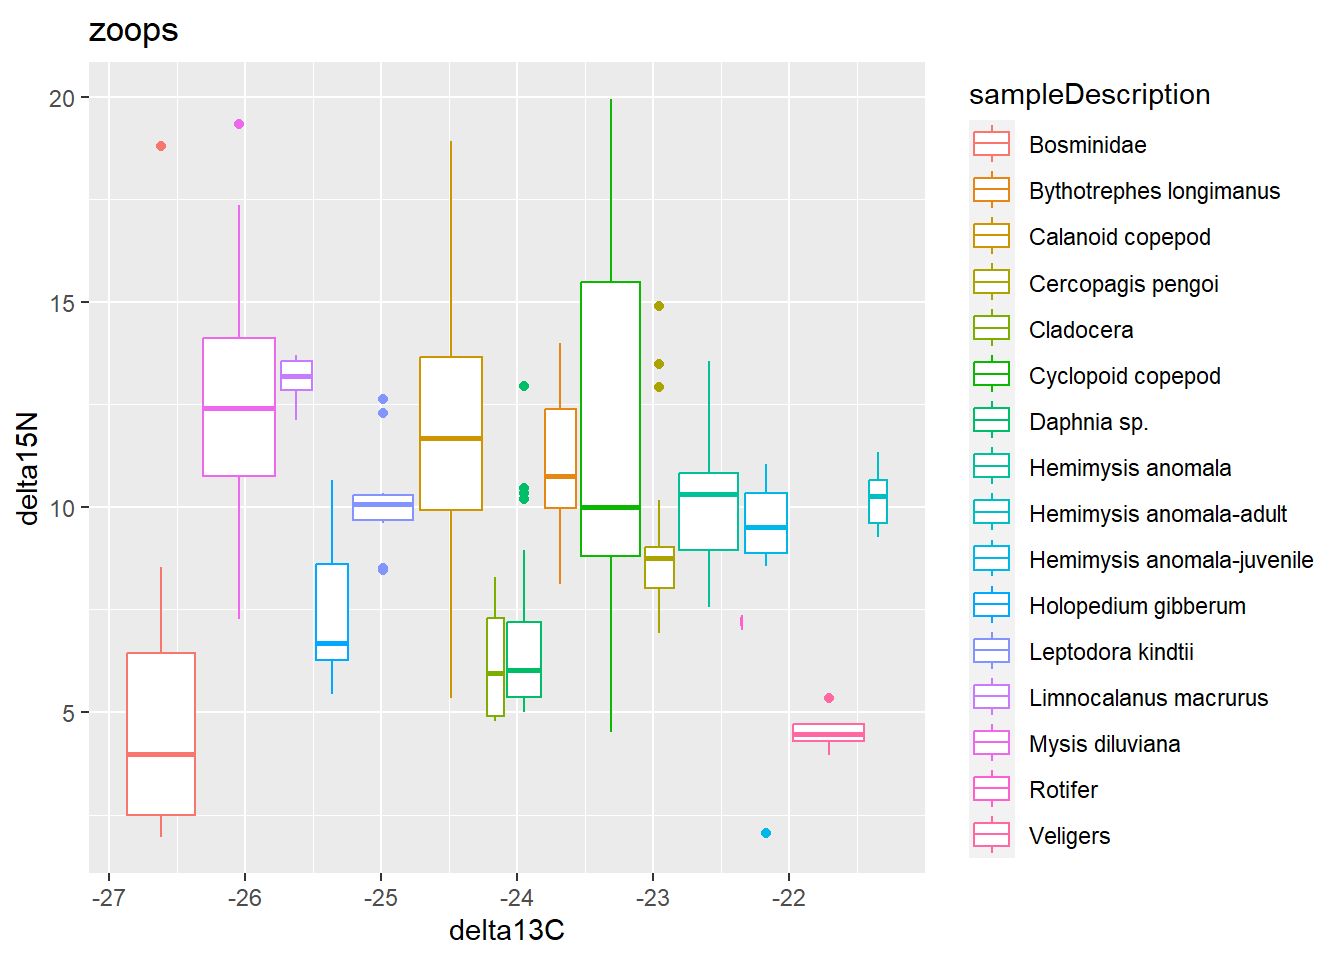 zoops
20
15
10
5
delta15N
-27
-26
-25
-24
-23
-22
delta13C
sampleDescription
Bosminidae
Bythotrephes longimanus
Calanoid copepod
Cercopagis pengoi
Cladocera
Cyclopoid copepod
Daphnia sp.
Hemimysis anomala
Hemimysis anomala-adult
Hemimysis anomala-juvenile
Holopedium gibberum
Leptodora kindtii
Limnocalanus macrurus
Mysis diluviana
Rotifer
Veligers